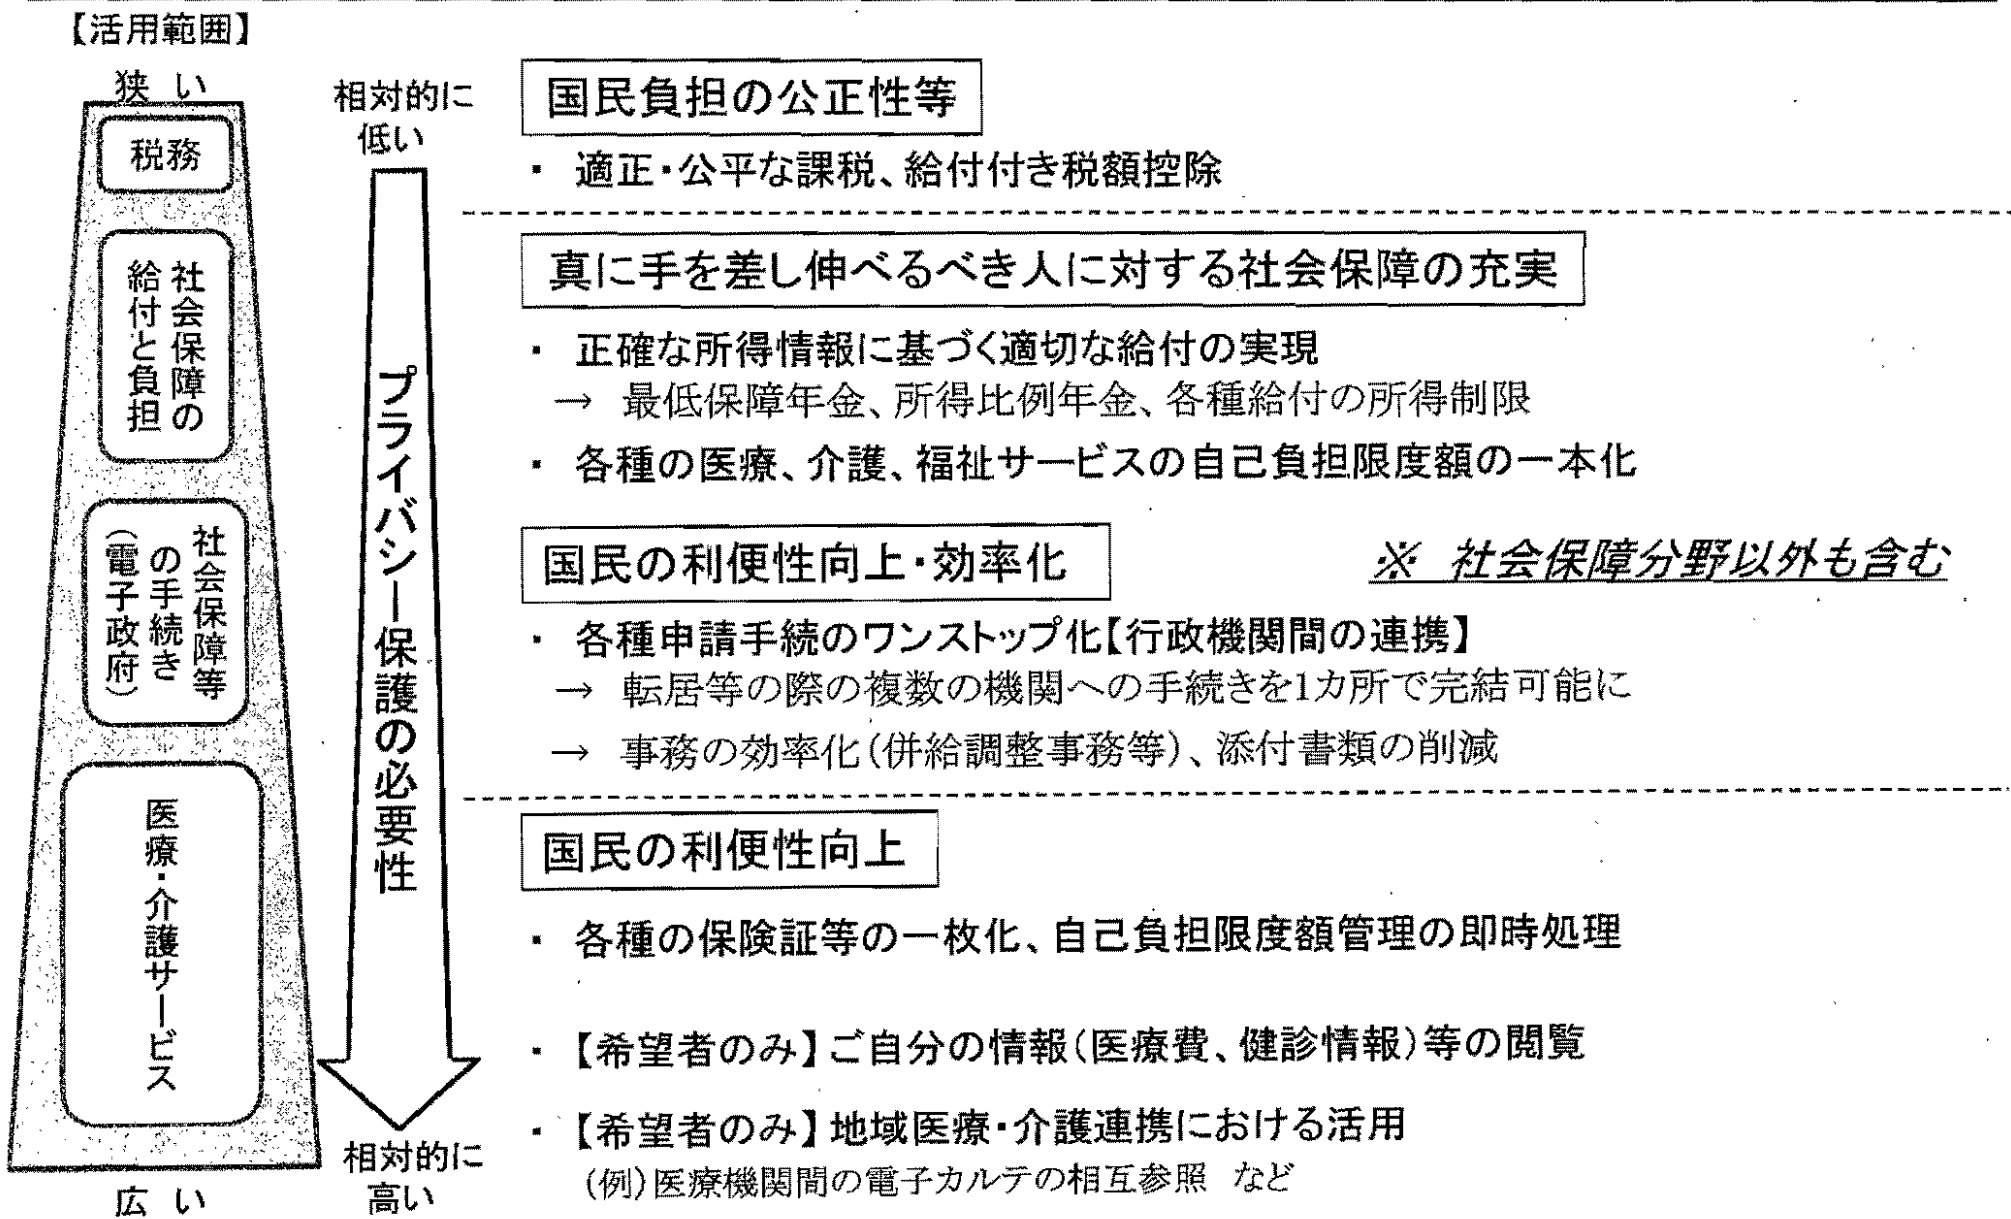 【活用範囲】
狭 い
税務
社会保障の
給付と負担
社会保障等
の手続き
（電子政府）
医療・介護サービス
広 い
相対的に
低い
プライバシー保護の必要性
相対的に
高い
国民負担の公正性等
・ 適正・公平な課税、給付付き税額控除
真に手を差し伸べるべき人に対する社会保障の充実
・ 正確な所得情報に基づく適切な給付の実現
→ 最低保障年金、所得比例年金、各種給付の所得制限
・ 各種の医療、介護、福祉サービスの自己負担限度額の一本化
国民の利便性向上・効率化
※ 社会保障分野以外も含む
・ 各種申請手続のワンストップ化【行政機関間の連携】
→ 転居等の際の複数の機関への手続きを1カ所で完結可能に
→ 事務の効率化（併給調整事務等）、添付書類の削減
国民の利便性向上
・ 各種の保険証等の一枚化、自己負担限度額管理の即時処理
・ 【希望者のみ】ご自分の情報（医療費、健診情報）等の閲覧
・ 【希望者のみ】地域医療・介護連携における活用
（例）医療機関間の電子カルテの相互参照 など